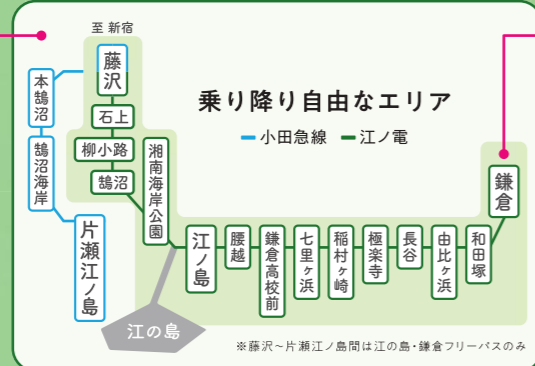 至 新宿
藤沢
乗り降り自由なエリア
小田急線 江ノ電
本鵠沼
鵠沼海岸
片瀬江ノ島
石上
柳小路
鵠沼
湘南海岸公園
江ノ島
腰越
鎌倉高校前
七里ヶ浜
稲村ヶ崎
極楽寺
長谷
由比ヶ浜
和田塚
鎌倉
江の島
※藤沢~片瀬江ノ島間は江の島・鎌倉フリーパスのみ